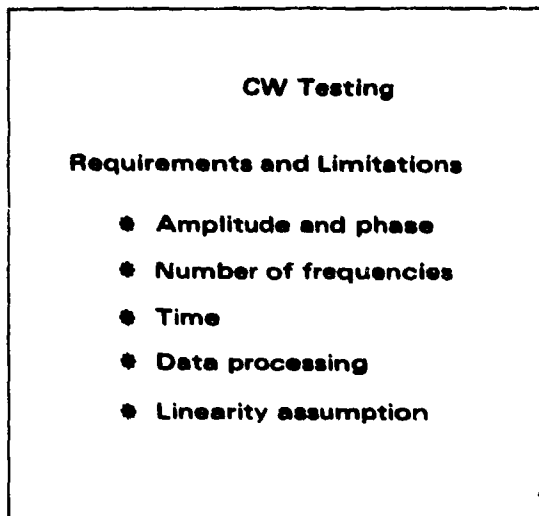 CW Testing
Requirements and Limitations
* Amplitude and phase
* Number of frequencies
* Time
* Data processing
* Linearity assumption